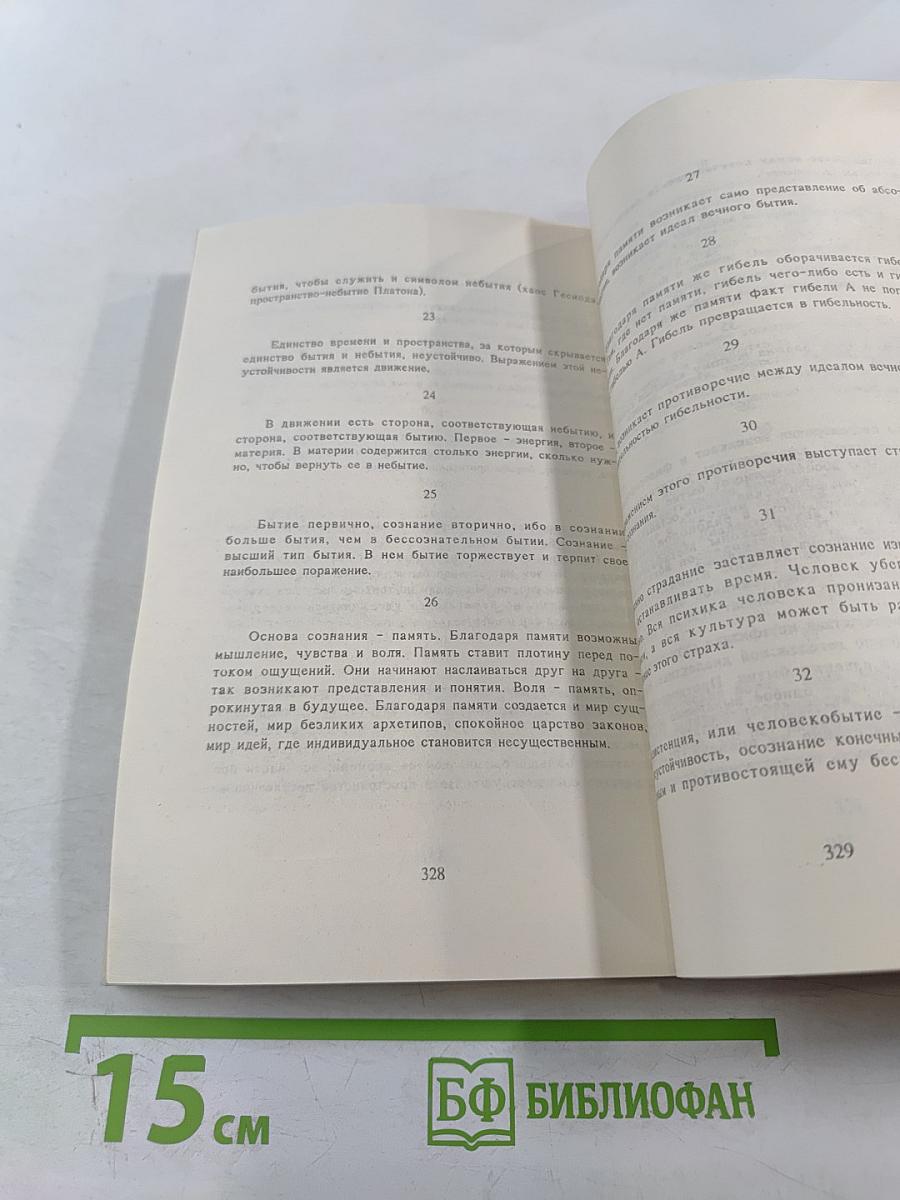 бытия, чтобы служить и символом небытия (хаос Гесиода,
пространство-небытие Платона).
23
Единство времени и пространства, за которым скрывается
единство бытия и небытия, неустойчиво. Выражением этой не-
устойчивости является движение.
24
В движении есть сторона, соответствующая небытию, и
сторона, соответствующая бытию. Первое - энергия, второе -
материя. В материи содержится столько энергии, сколько нуж-
но, чтобы вернуть ее в небытие.
25
Бытие первично, сознание вторично, ибо в сознании
больше бытия, чем в бессознательном бытии. Сознание -
высший тип бытия. В нем бытие торжествует и терпит свое
наибольшее поражение.
26
Основа сознания - память. Благодаря памяти возможны
мышление, чувства и воля. Память ставит плотину перед по-
током ощущений. Они начинают наслаиваться друг на друга -
так возникают представления и понятия. Воля - память, оп-
рокинутая в будущее. Благодаря памяти создается и мир сущ-
ностей, мир безликих архетипов, спокойное царство законов,
мир идей, где индивидуальное становится несущественным.
328
27
памяти возникает само представление об абсо-
возникает идеал вечного бытия.
28
памяти же гибель оборачивается гибе
где нет памяти, гибель чего-либо есть и ги
Благодаря же памяти факт гибели А не пог
А. Гибель превращается в гибельность.
29
противоречие между идеалом вечно
гибельности.
30
этого противоречия выступает ст
31
страдание заставляет сознание из
время. Человек убег
Вся психика человека пронизан
а вся культура может быть ра
этого страха.
32
или человекобытие -
осознание конечн
и противостоящей ему бес
329
15 см
БФ БИБЛИОФАН